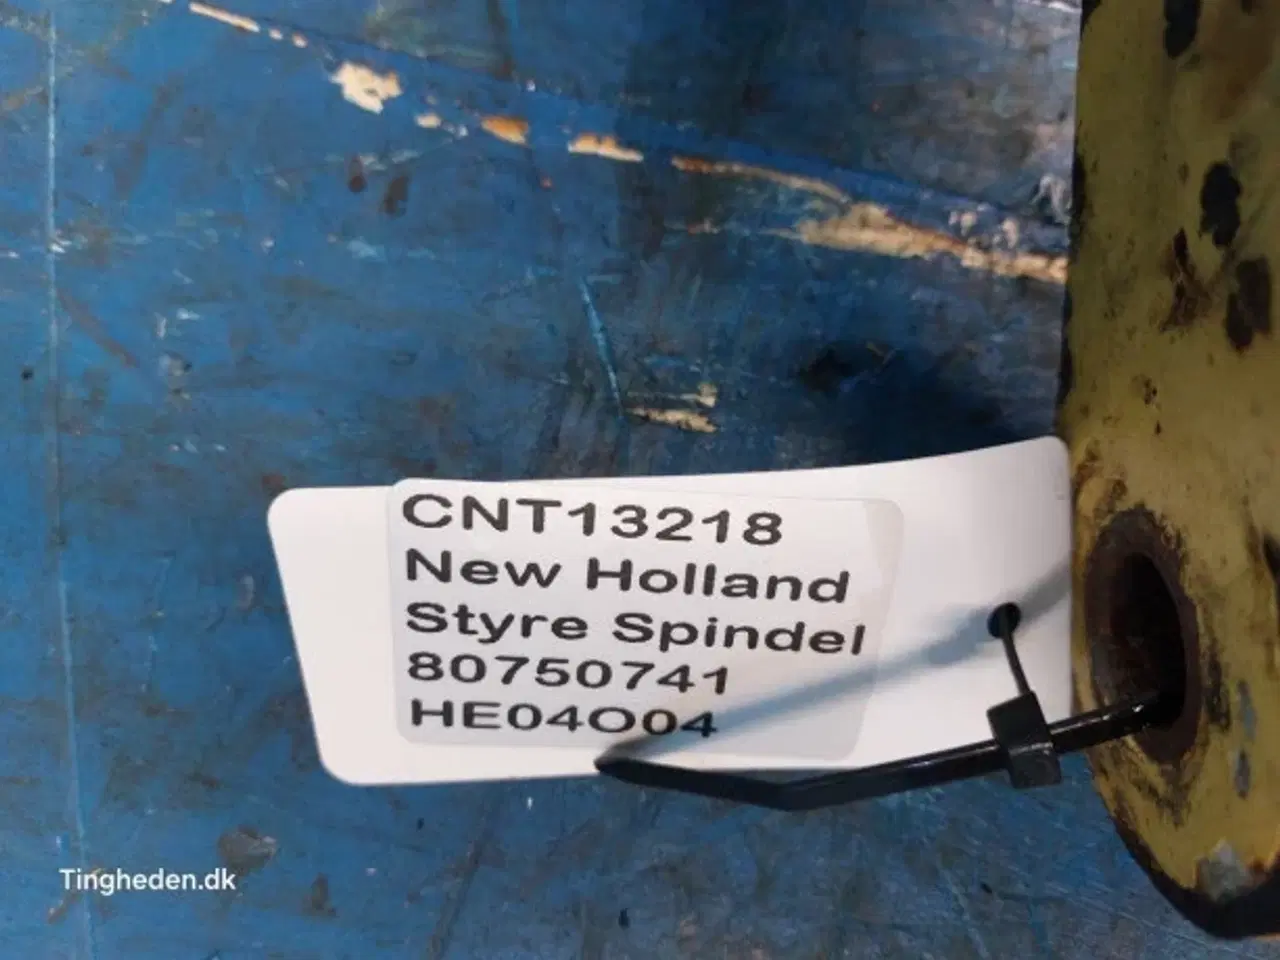 CNT13218
New Holland
Styre Spindel
80750741
HE04O04
Tingheden.dk